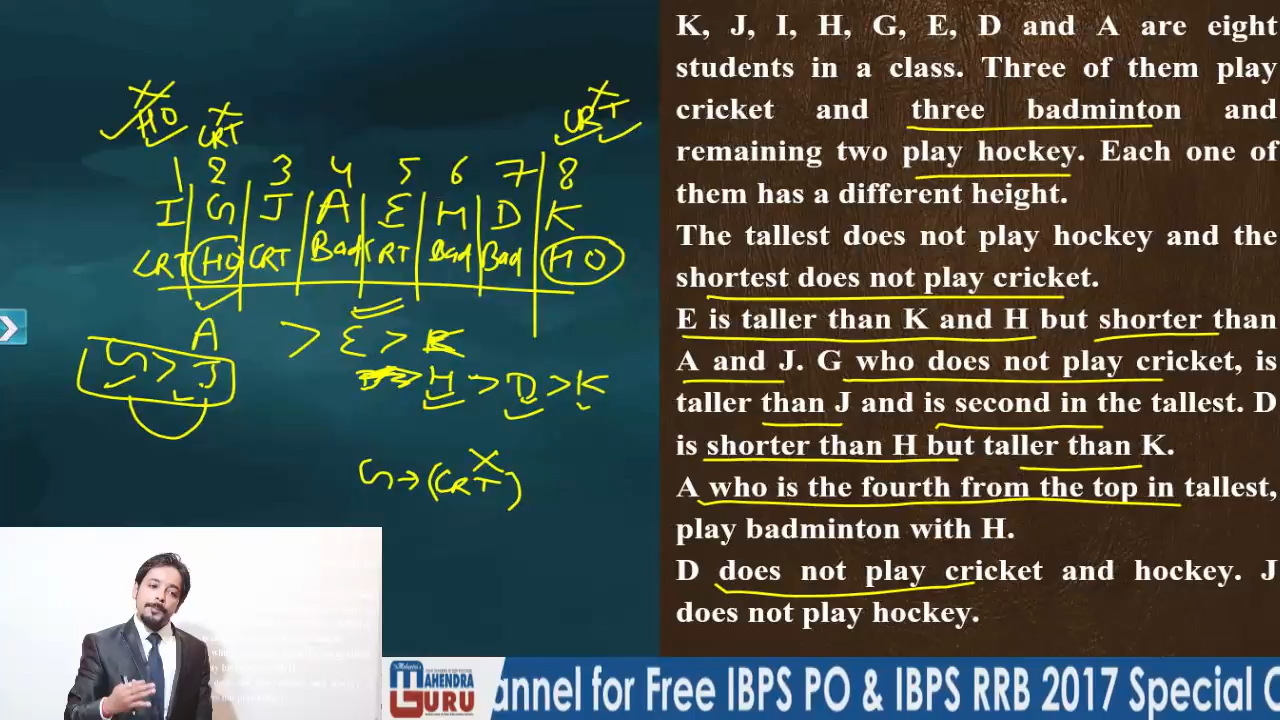 K, J, I, H, G, E, D and A are eight
students in a class. Three of them play
cricket and three badminton and
remaining two play hockey. Each one of
them has a different height.
The tallest does not play hockey and the
shortest does not play cricket.
E is taller than K and H but shorter than
A and J. G who does not play cricket, is
taller than J and is second in the tallest. D
is shorter than H but taller than K.
A who is the fourth from the top in tallest,
play badminton with H.
D does not play cricket and hockey. J
does not play hockey.
HO CRT CRT
1 2 3 4 5 6 7 8
I G J A E H D K
CRT HO CRT Bad CRT Bad Bad HO
A > E > K
G > J H > D > K
G → (CRT)
Mahendra's
MAHENDRA
GURU
annel for Free IBPS PO & IBPS RRB 2017 Special C